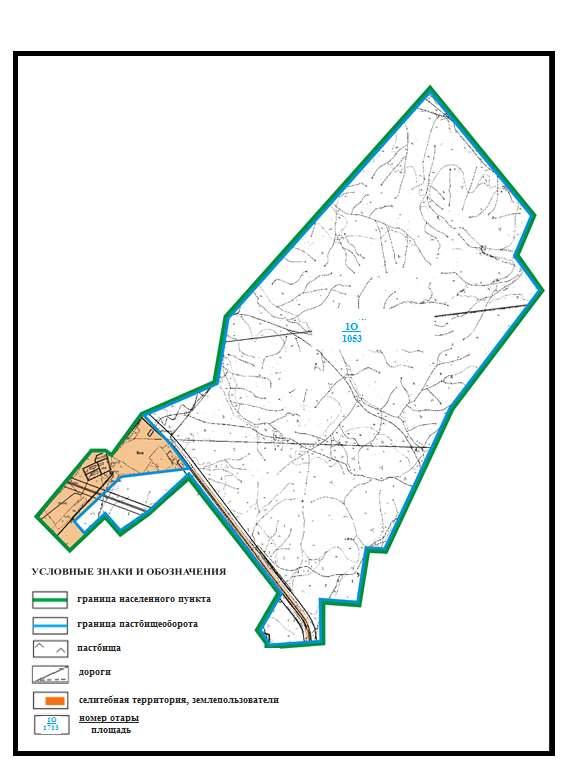 1О
1053
УСЛОВНЫЕ ЗНАКИ И ОБОЗНАЧЕНИЯ
граница населенного пункта
граница пастбищеоборота
пастбища
дороги
селитебная территория, землепользователи
1О
1713
номер отары
площадь